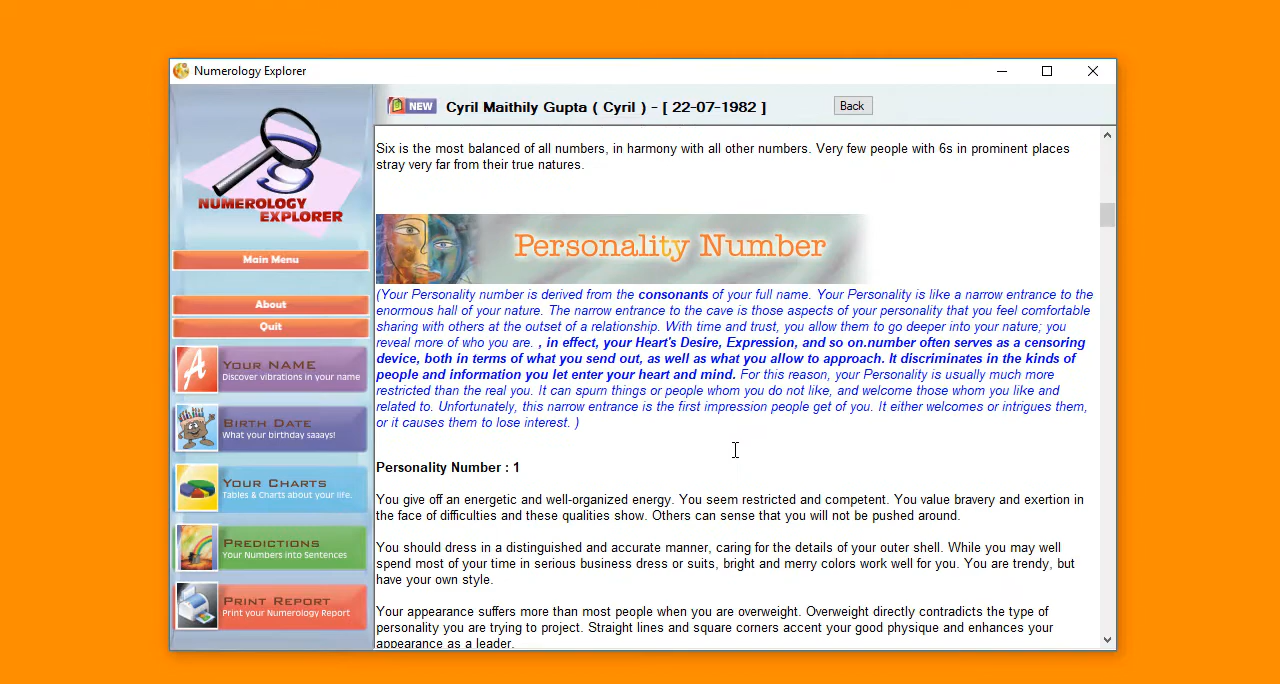 Numerology Explorer
NUMEROLOGY
EXPLORER
Main Menu
About
Quit
YOUR NAME
Discover vibrations in your name
BIRTH DATE
What your birthday saaays!
YOUR CHARTS
Tables & Charts about your life.
PREDICTIONS
Your Numbers into Sentences
PRINT REPORT
Print your Numerology Report
NEW Cyril Maithily Gupta ( Cyril ) - [ 22-07-1982 ] Back
Six is the most balanced of all numbers, in harmony with all other numbers. Very few people with 6s in prominent places
stray very far from their true natures.
Personality Number
(Your Personality number is derived from the consonants of your full name. Your Personality is like a narrow entrance to the
enormous hall of your nature. The narrow entrance to the cave is those aspects of your personality that you feel comfortable
sharing with others at the outset of a relationship. With time and trust, you allow them to go deeper into your nature; you
reveal more of who you are. , in effect, your Heart's Desire, Expression, and so on.number often serves as a censoring
device, both in terms of what you send out, as well as what you allow to approach. It discriminates in the kinds of
people and information you let enter your heart and mind. For this reason, your Personality is usually much more
restricted than the real you. It can spurn things or people whom you do not like, and welcome those whom you like and
related to. Unfortunately, this narrow entrance is the first impression people get of you. It either welcomes or intrigues them,
or it causes them to lose interest. )
Personality Number : 1
You give off an energetic and well-organized energy. You seem restricted and competent. You value bravery and exertion in
the face of difficulties and these qualities show. Others can sense that you will not be pushed around.
You should dress in a distinguished and accurate manner, caring for the details of your outer shell. While you may well
spend most of your time in serious business dress or suits, bright and merry colors work well for you. You are trendy, but
have your own style.
Your appearance suffers more than most people when you are overweight. Overweight directly contradicts the type of
personality you are trying to project. Straight lines and square corners accent your good physique and enhances your
appearance as a leader.